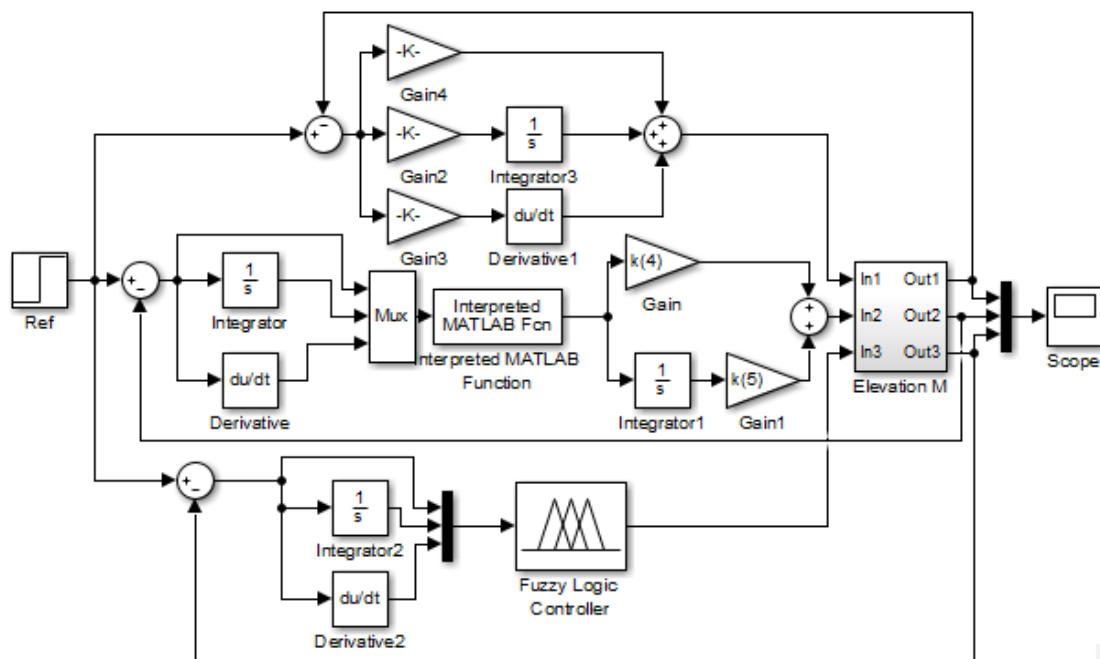 -K-
Gain4
-K-
Gain2
1
s
Integrator3
-K-
Gain3
du/dt
Derivative1
Ref
1
s
Integrator
du/dt
Derivative
Mux
Interpreted
MATLAB Fcn
Interpreted MATLAB
Function
k(4)
Gain
1
s
Integrator1
k(5)
Gain1
In1 Out1
In2 Out2
In3 Out3
Elevation M
Scope
1
s
Integrator2
du/dt
Derivative2
Fuzzy Logic
Controller